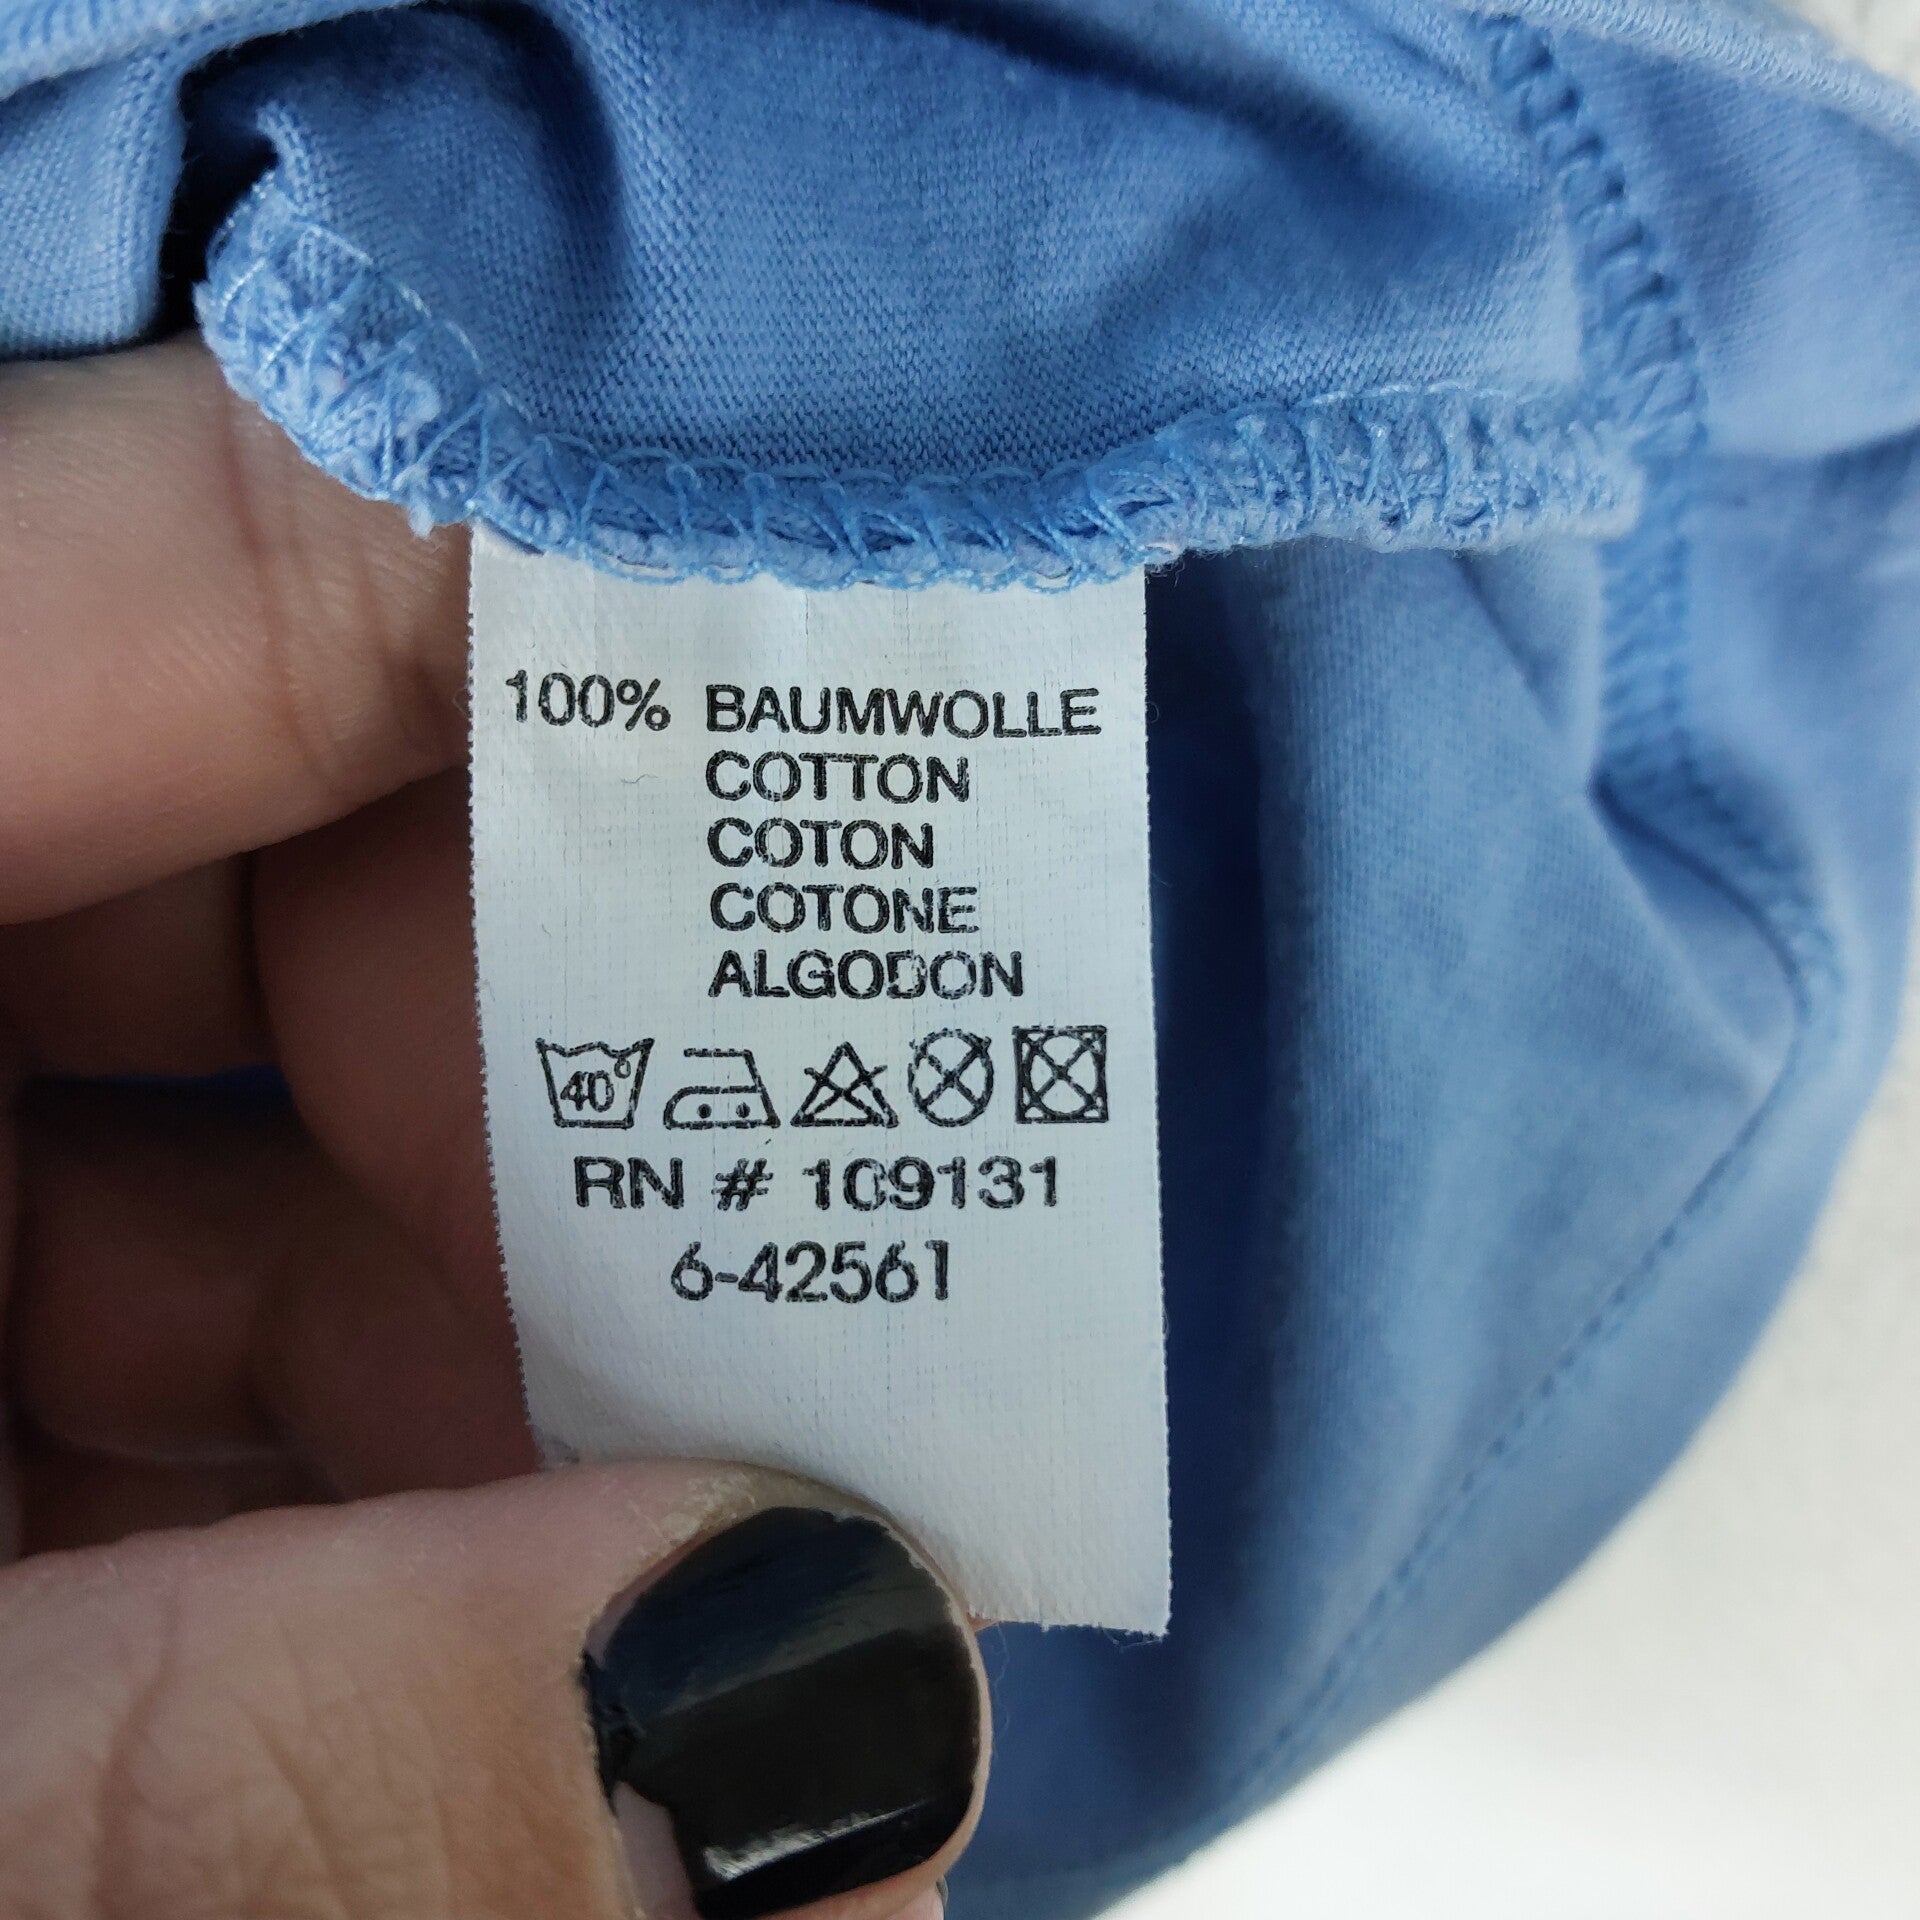 100% BAUMWOLLE
COTTON
COTON
COTONE
ALGODON
40°
RN # 109131
6-42561